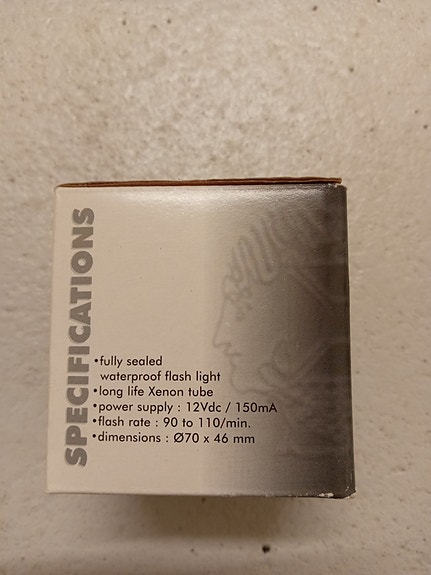 SPECIFICATIONS
•fully sealed
waterproof flash light
•long life Xenon tube
•power supply : 12Vdc / 150mA
•flash rate : 90 to 110/min.
•dimensions : Ø70 x 46 mm